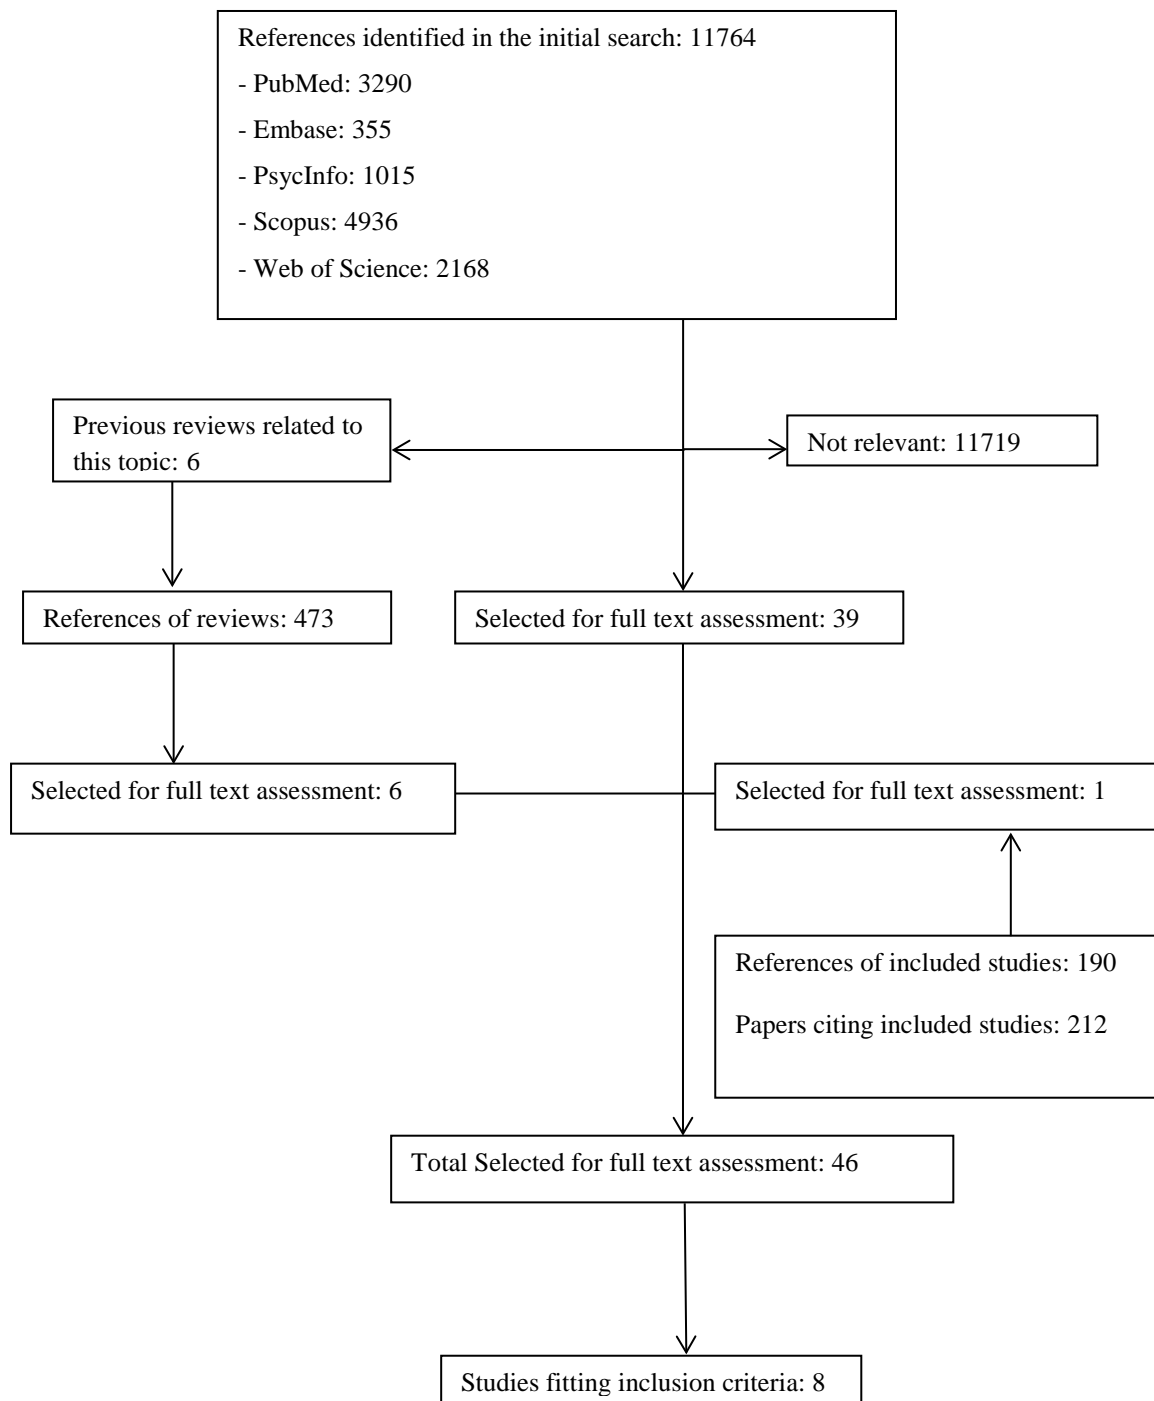 References identified in the initial search: 11764
- PubMed: 3290
- Embase: 355
- PsycInfo: 1015
- Scopus: 4936
- Web of Science: 2168
Previous reviews related to
this topic: 6
Not relevant: 11719
References of reviews: 473
Selected for full text assessment: 39
Selected for full text assessment: 6
Selected for full text assessment: 1
References of included studies: 190
Papers citing included studies: 212
Total Selected for full text assessment: 46
Studies fitting inclusion criteria: 8